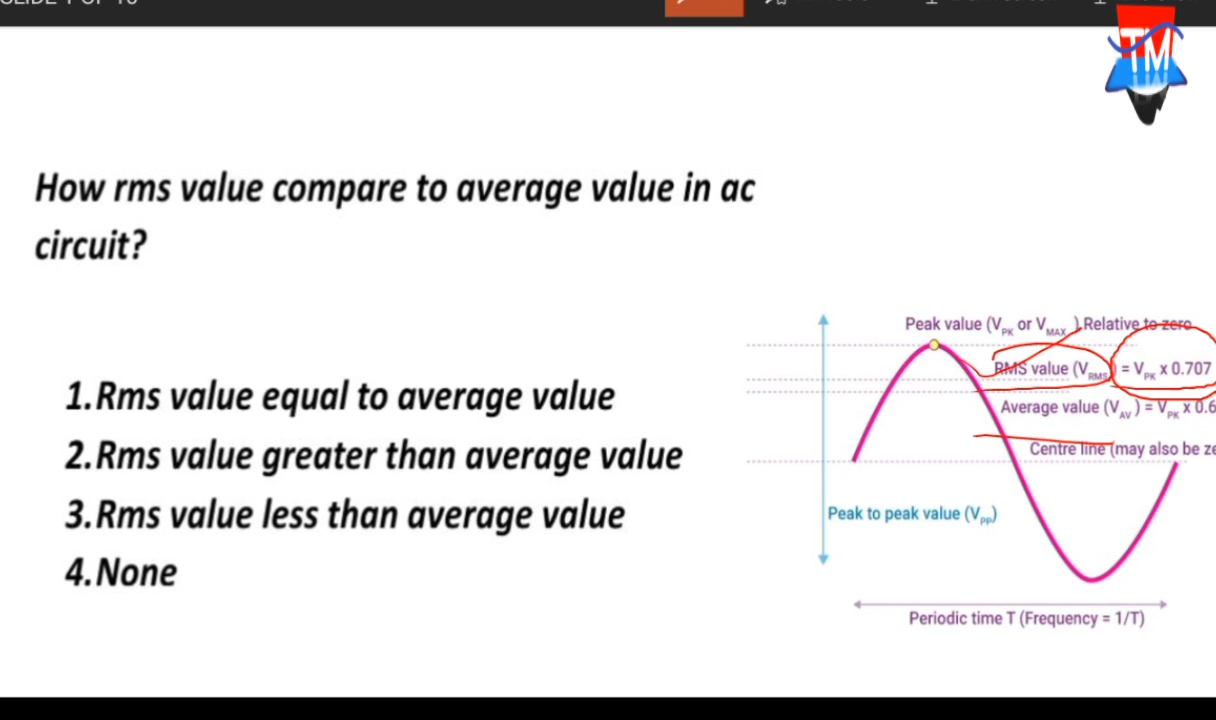 TM
How rms value compare to average value in ac
circuit?
1.Rms value equal to average value
2.Rms value greater than average value
3.Rms value less than average value
4.None
Peak value (VPK or VMAX ) Relative to zero
RMS value (VRMS) = VPK x 0.707
Average value (VAV ) = VPK x 0.6
Centre line (may also be ze
Peak to peak value (Vpp)
Periodic time T (Frequency = 1/T)